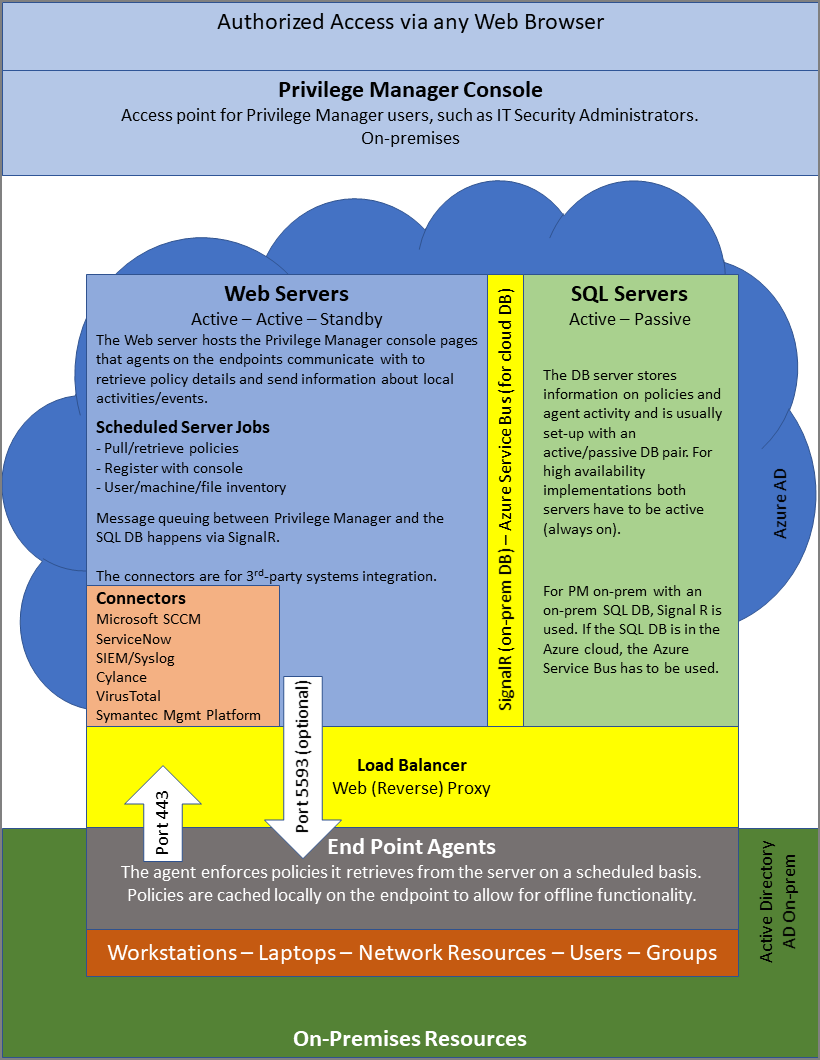 Authorized Access via any Web Browser
Privilege Manager Console
Access point for Privilege Manager users, such as IT Security Administrators.
On-premises
Web Servers
Active – Active – Standby
The Web server hosts the Privilege Manager console pages
that agents on the endpoints communicate with to
retrieve policy details and send information about local
activities/events.
Scheduled Server Jobs
- Pull/retrieve policies
- Register with console
- User/machine/file inventory
Message queuing between Privilege Manager and the
SQL DB happens via SignalR.
The connectors are for 3rd-party systems integration.
Connectors
Microsoft SCCM
ServiceNow
SIEM/Syslog
Cylance
VirusTotal
Symantec Mgmt Platform
SignalR (on-prem DB) – Azure Service Bus (for cloud DB)
SQL Servers
Active – Passive
The DB server stores
information on policies and
agent activity and is usually
set-up with an
active/passive DB pair. For
high availability
implementations both
servers have to be active
(always on).
For PM on-prem with an
on-prem SQL DB, Signal R is
used. If the SQL DB is in the
Azure cloud, the Azure
Service Bus has to be used.
Azure AD
Load Balancer
Web (Reverse) Proxy
Port 443
Port 5593 (optional)
End Point Agents
The agent enforces policies it retrieves from the server on a scheduled basis.
Policies are cached locally on the endpoint to allow for offline functionality.
Workstations – Laptops – Network Resources – Users – Groups
Active Directory
AD On-prem
On-Premises Resources